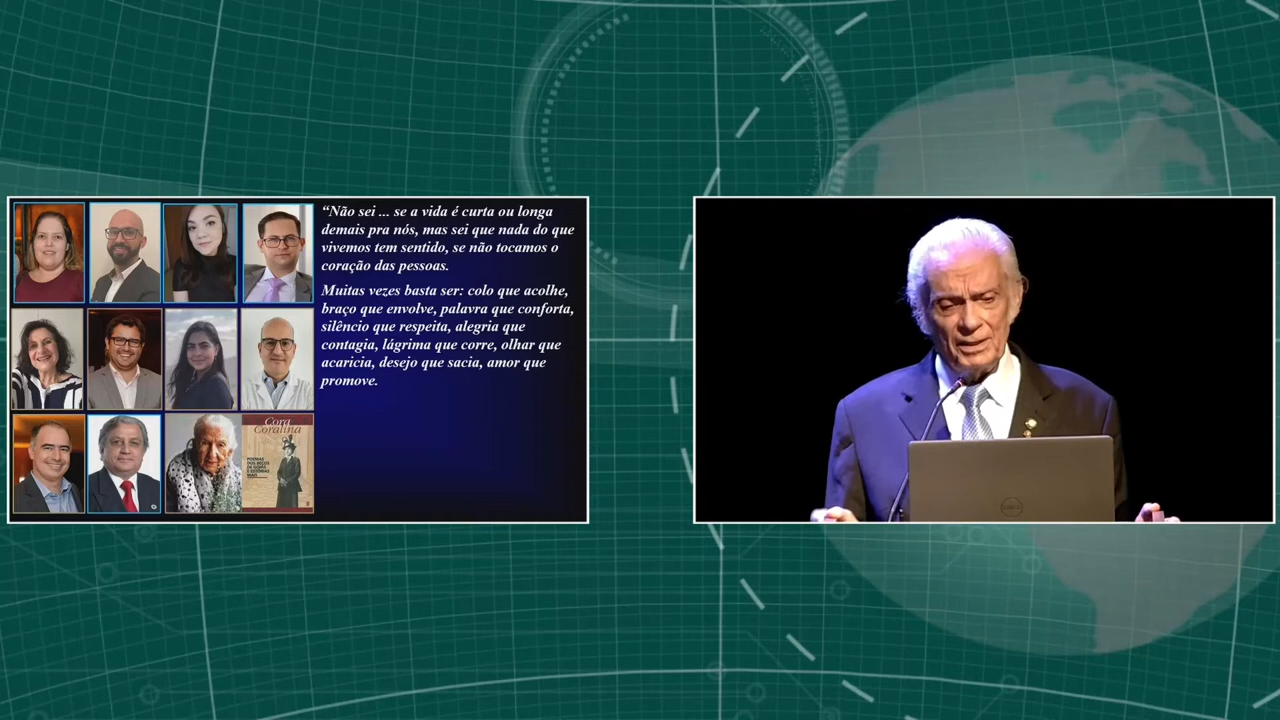 “Não sei ... se a vida é curta ou longa
demais pra nós, mas sei que nada do que
vivemos tem sentido, se não tocamos o
coração das pessoas.
Muitas vezes basta ser: colo que acolhe,
braço que envolve, palavra que conforta,
silêncio que respeita, alegria que
contagia, lágrima que corre, olhar que
acaricia, desejo que sacia, amor que
promove.
Cora
Coralina
POEMAS
DOS BECOS
DE GOIÁS
E ESTÓRIAS
MAIS
DELL